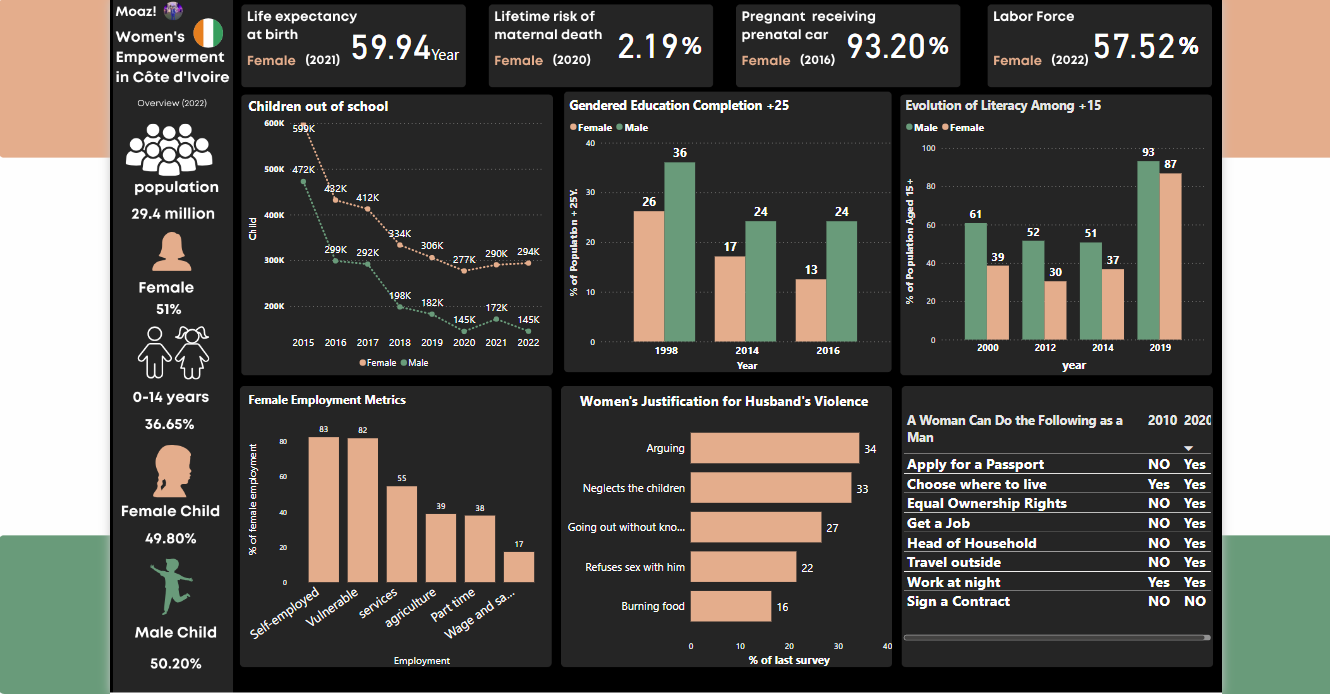 Moaz!
Women's
Empowerment
in Côte d'Ivoire
Overview (2022)
population
29.4 million
Female
51%
0-14 years
36.65%
Female Child
49.80%
Male Child
50.20%
Life expectancy
at birth
Female (2021)
59.94Year
Lifetime risk of
maternal death
Female (2020)
2.19%
Pregnant receiving
prenatal car
Female (2016)
93.20%
Labor Force
Female (2022)
57.52%
Children out of school
600K
500K
400K
300K
200K
Child
599K
472K
432K
412K
334K
306K
277K
290K
294K
299K
292K
198K
182K
145K
172K
145K
2015 2016 2017 2018 2019 2020 2021 2022
Female Male
Gendered Education Completion +25
Female Male
% of Population + 25Y.
40
30
20
10
0
26 36
17 24
13 24
1998 2014 2016
Year
Evolution of Literacy Among +15
Male Female
% of Population Aged 15+
100
80
60
40
20
0
61 39
52 30
51 37
93 87
2000 2012 2014 2019
year
Female Employment Metrics
% of female employment
80
60
40
20
0
83 82 55 39 38 17
Self-employed
Vulnerable
services
agriculture
Part time
Wage and sa...
Employment
Women's Justification for Husband's Violence
Arguing 34
Neglects the children 33
Going out without kno... 27
Refuses sex with him 22
Burning food 16
0 10 20 30 40
% of last survey
A Woman Can Do the Following as a 2010 2020
Man
Apply for a Passport NO Yes
Choose where to live Yes Yes
Equal Ownership Rights NO Yes
Get a Job NO Yes
Head of Household NO Yes
Travel outside NO Yes
Work at night Yes Yes
Sign a Contract NO NO